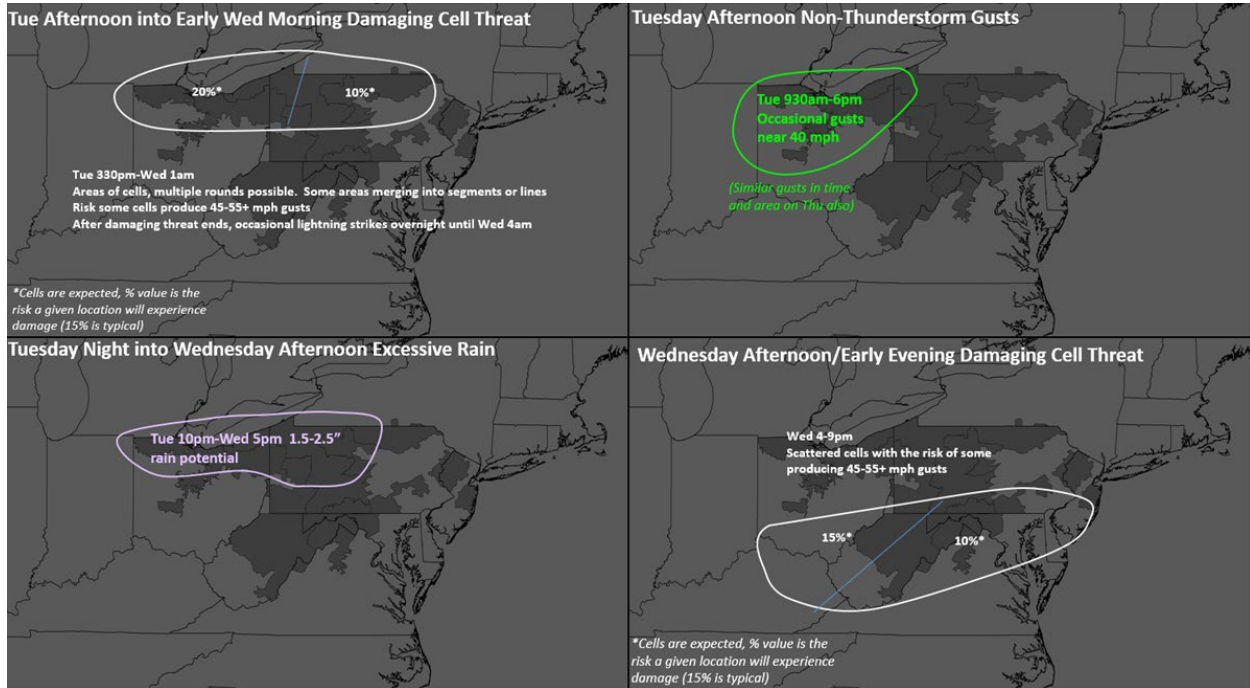 Tue Afternoon into Early Wed Morning Damaging Cell Threat
20%*
10%*
Tue 330pm-Wed 1am
Areas of cells, multiple rounds possible.  Some areas merging into segments or lines
Risk some cells produce 45-55+ mph gusts
After damaging threat ends, occasional lightning strikes overnight until Wed 4am
*Cells are expected, % value is the
risk a given location will experience
damage (15% is typical)
Tuesday Afternoon Non-Thunderstorm Gusts
Tue 930am-6pm
Occasional gusts
near 40 mph
(Similar gusts in time
and area on Thu also)
Tuesday Night into Wednesday Afternoon Excessive Rain
Tue 10pm-Wed 5pm  1.5-2.5”
rain potential
Wednesday Afternoon/Early Evening Damaging Cell Threat
Wed 4-9pm
Scattered cells with the risk of some
producing 45-55+ mph gusts
15%*
10%*
*Cells are expected, % value is the
risk a given location will experience
damage (15% is typical)